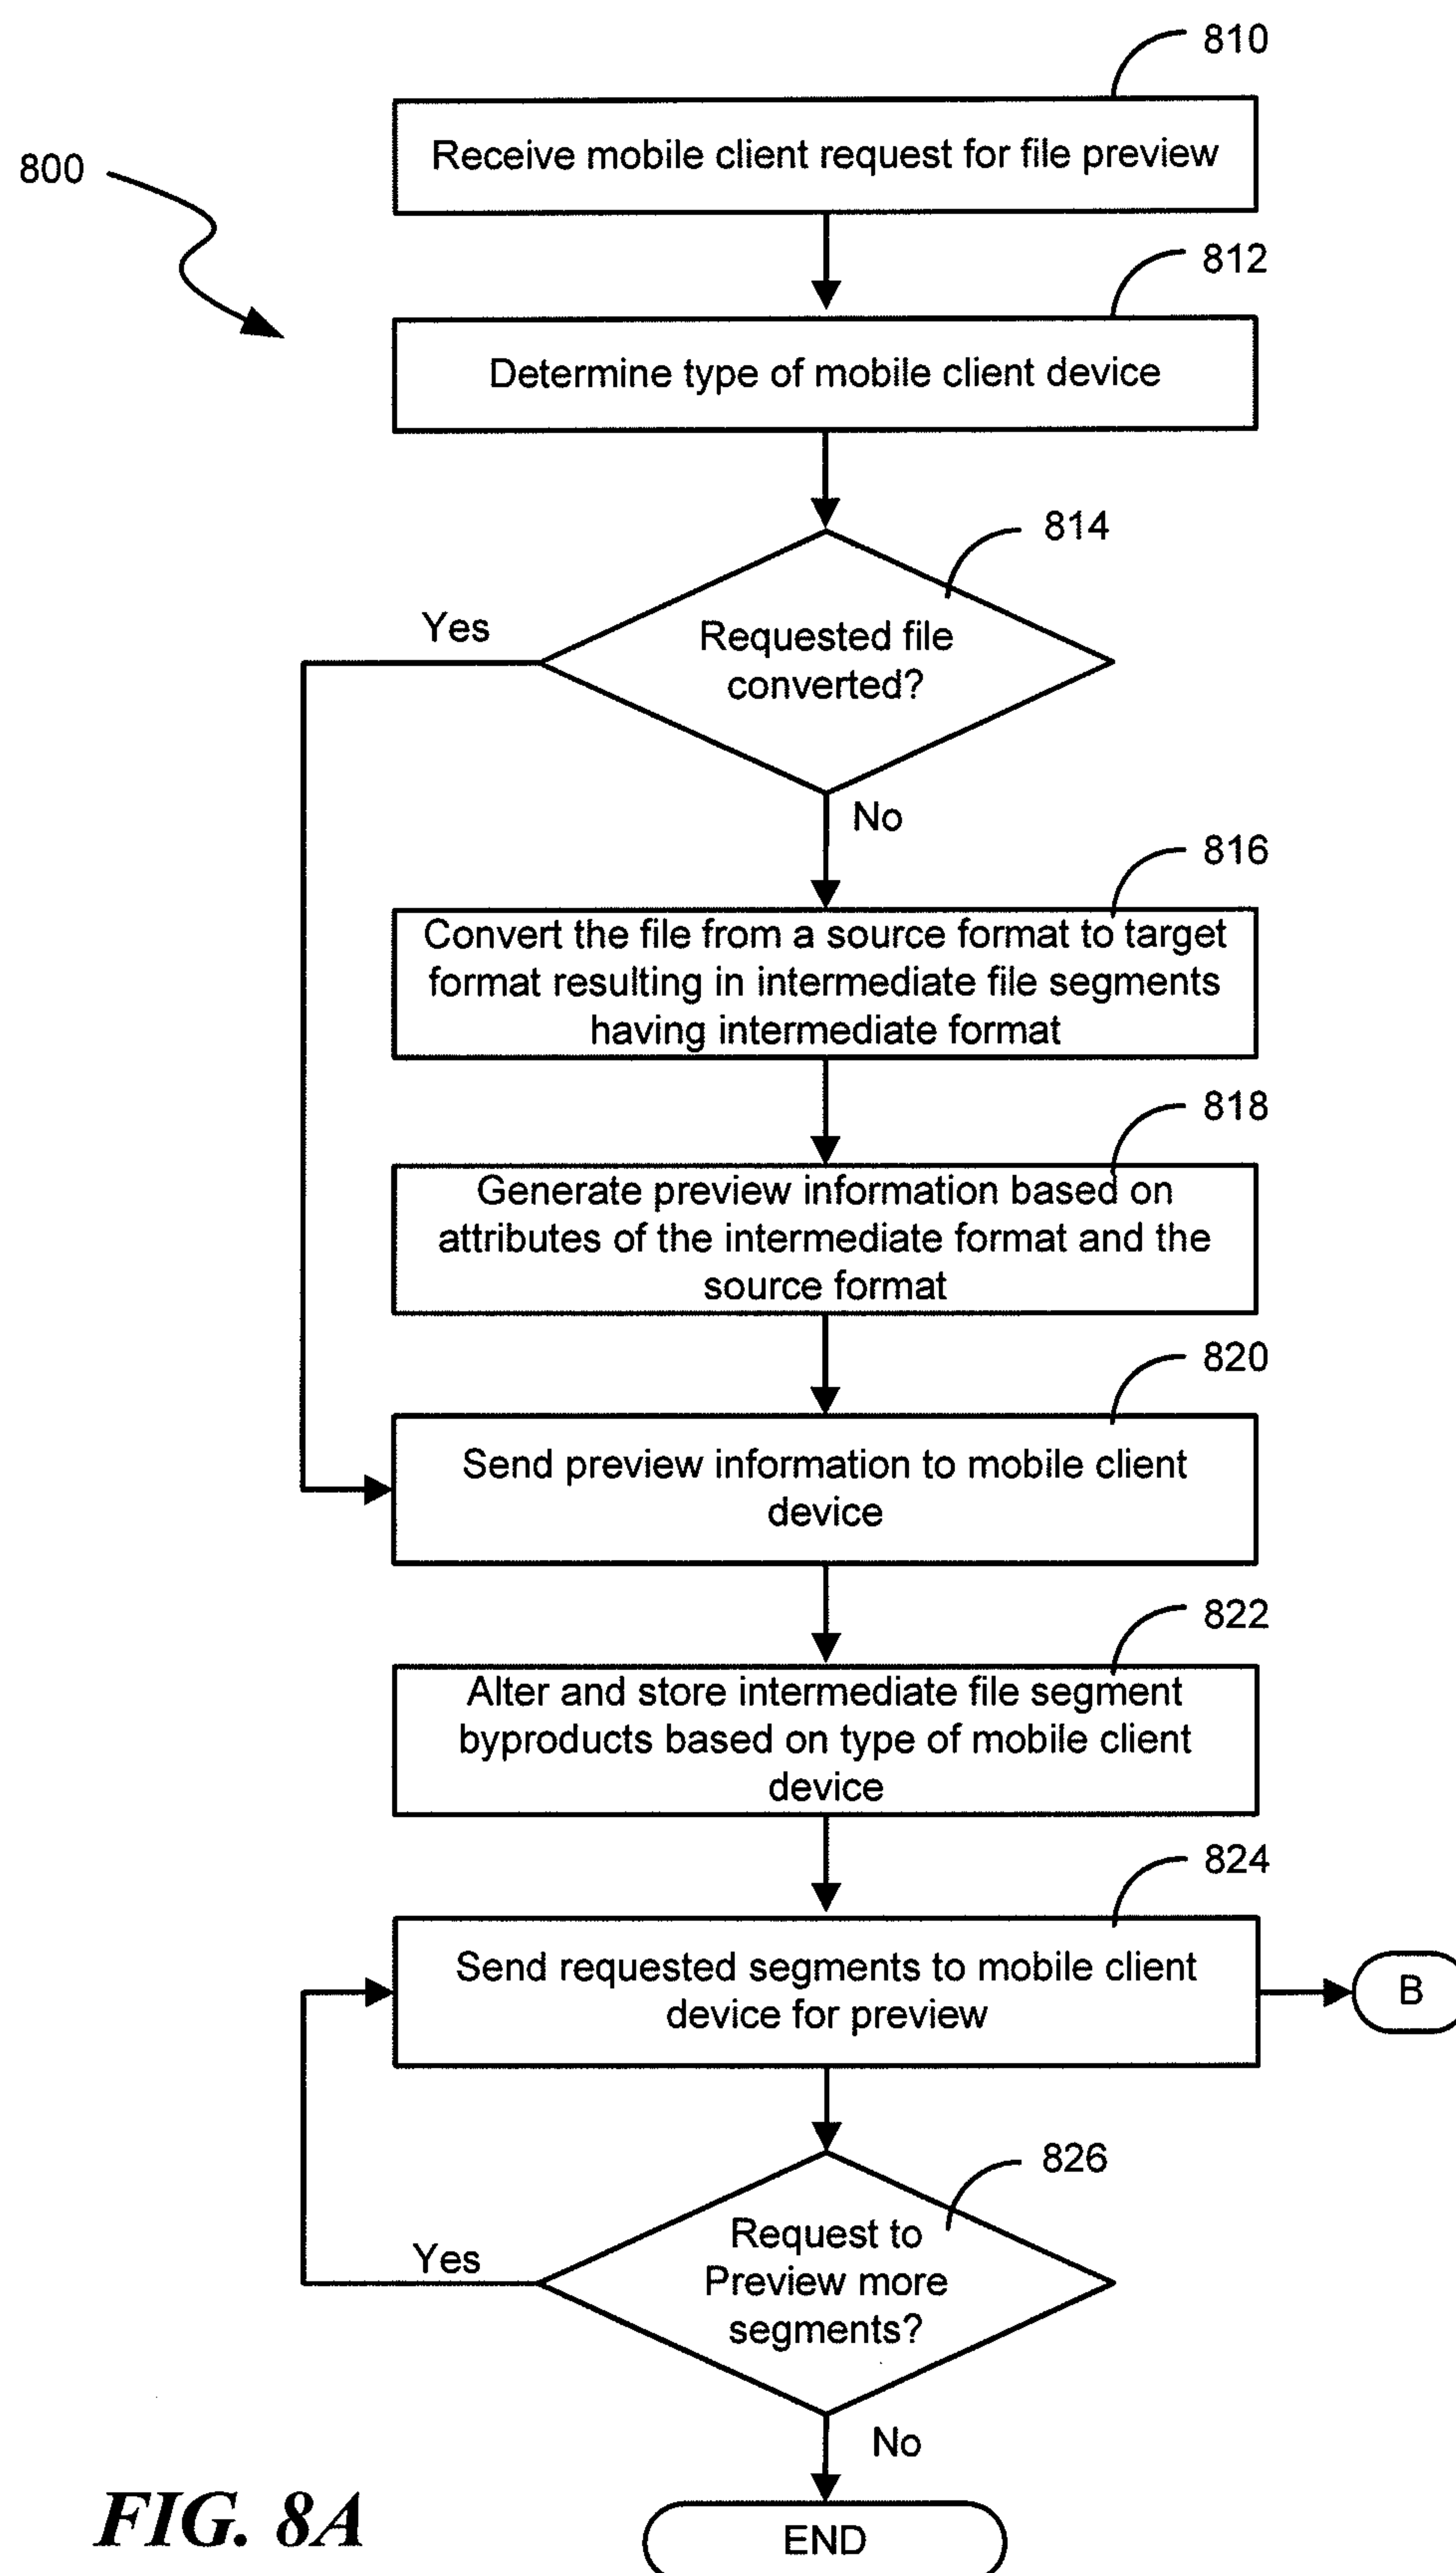 810
Receive mobile client request for file preview
800
812
Determine type of mobile client device
814
Yes
Requested file
converted?
No
816
Convert the file from a source format to target
format resulting in intermediate file segments
having intermediate format
818
Generate preview information based on
attributes of the intermediate format and the
source format
820
Send preview information to mobile client
device
822
Alter and store intermediate file segment
byproducts based on type of mobile client
device
824
Send requested segments to mobile client
device for preview
B
826
Yes
Request to
Preview more
segments?
No
FIG. 8A
END